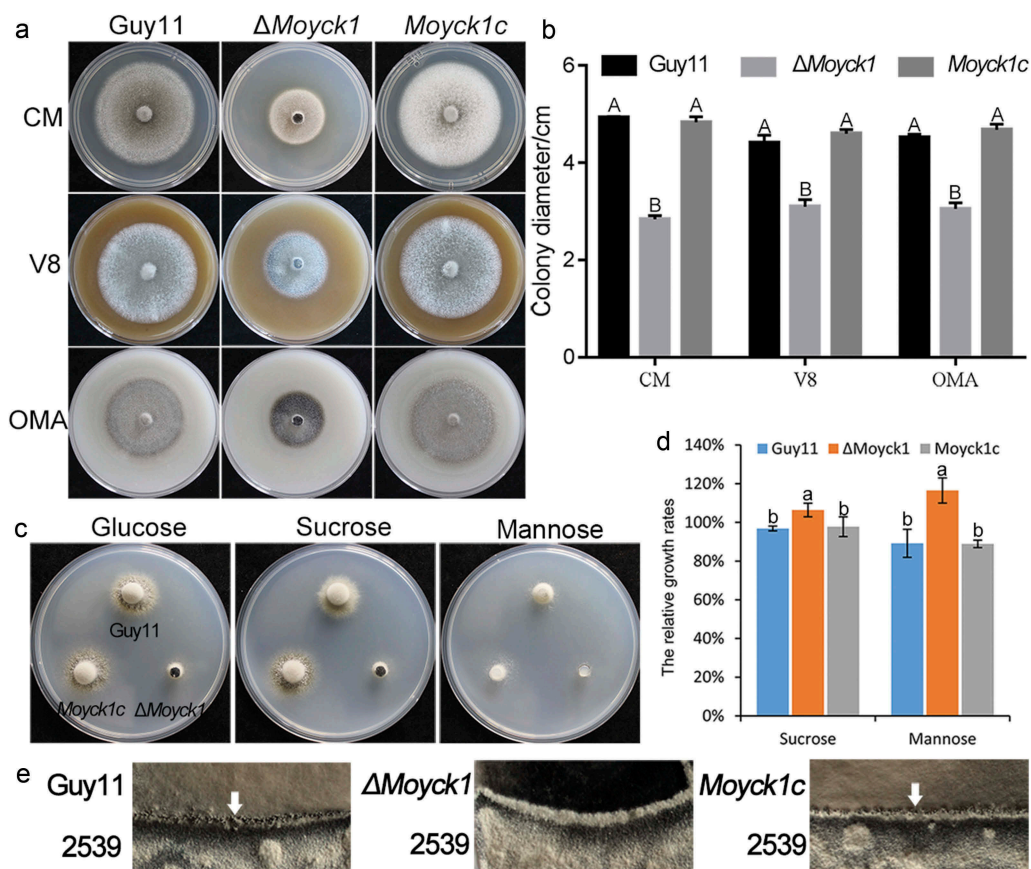 a
Guy11 ΔMoyck1 Moyck1c
CM
V8
OMA
b
Colony diameter/cm
6
4
2
0
Guy11 ΔMoyck1 Moyck1c
A B A
A B A
A B A
CM V8 OMA
c
Glucose Sucrose Mannose
Guy11
Moyck1c ΔMoyck1
d
The relative growth rates
140%
120%
100%
80%
60%
40%
20%
0%
Guy11 ΔMoyck1 Moyck1c
b a b
b a b
Sucrose Mannose
e
Guy11 ΔMoyck1 Moyck1c
2539 2539 2539